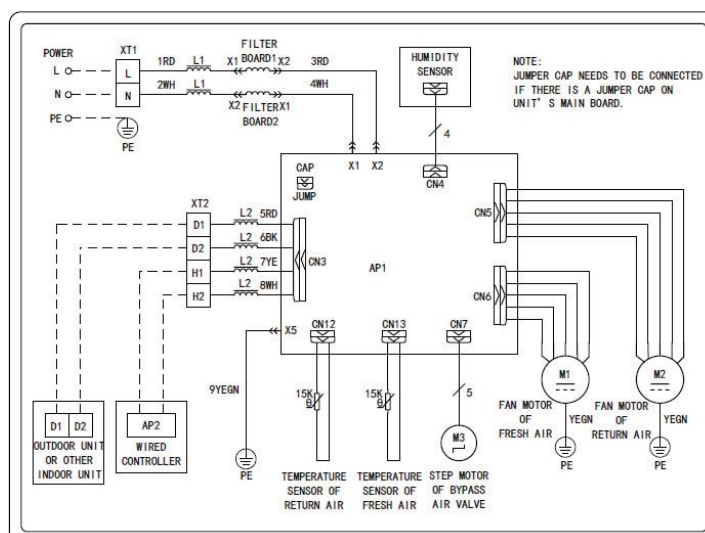 POWER
XT1
L
L
1RD
L1
X1
FILTER
BOARD1
X2
3RD
N
N
2WH
L1
X2
FILTER
BOARD2
X1
4WH
PE
PE
HUMIDITY
SENSOR
4
NOTE:
JUMPER CAP NEEDS TO BE CONNECTED
IF THERE IS A JUMPER CAP ON
UNIT'S MAIN BOARD.
X1 X2
CAP
JUMP
CN4
XT2
D1
D2
H1
H2
L2 5RD
L2 6BK
L2 7YE
L2 8WH
CN3
AP1
CN5
CN6
X5
CN12
CN13
CN7
9YEGN
PE
15K
θ
15K
θ
5
M1
M2
M3
FAN MOTOR
OF
FRESH AIR
YEGN
PE
FAN MOTOR
OF
RETURN AIR
YEGN
PE
D1 D2
OUTDOOR UNIT
OR OTHER
INDOOR UNIT
AP2
WIRED
CONTROLLER
TEMPERATURE
SENSOR OF
RETURN AIR
TEMPERATURE
SENSOR OF
FRESH AIR
STEP MOTOR
OF BYPASS
AIR VALVE